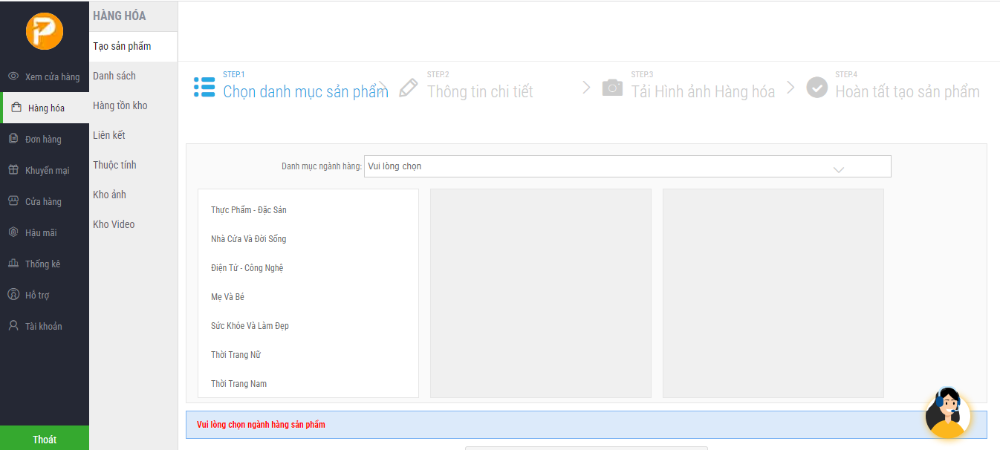 Xem cửa hàng
Hàng hóa
Đơn hàng
Khuyến mại
Cửa hàng
Hậu mãi
Thống kê
Hỗ trợ
Tài khoản
Thoát
HÀNG HÓA
Tạo sản phẩm
Danh sách
Hàng tồn kho
Liên kết
Thuộc tính
Kho ảnh
Kho Video
STEP.1
Chọn danh mục sản phẩm
STEP.2
Thông tin chi tiết
STEP.3
Tải Hình ảnh Hàng hóa
STEP.4
Hoàn tất tạo sản phẩm
Danh mục ngành hàng: Vui lòng chọn
Thực Phẩm - Đặc Sản
Nhà Cửa Và Đời Sống
Điện Tử - Công Nghệ
Mẹ Và Bé
Sức Khỏe Và Làm Đẹp
Thời Trang Nữ
Thời Trang Nam
Vui lòng chọn ngành hàng sản phẩm